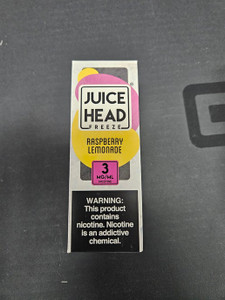 JUICE
HEAD
FREEZE
RASPBERRY
LEMONADE
3
MG/ML
WARNING:
This product
contains
nicotine. Nicotine
is an addictive
chemical.